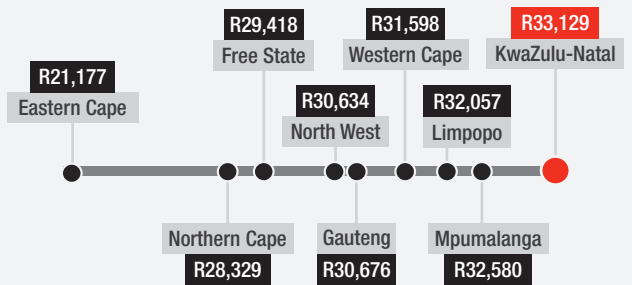 R21,177
Eastern Cape
R29,418
Free State
R30,634
North West
R31,598
Western Cape
R32,057
Limpopo
R33,129
KwaZulu-Natal
Northern Cape
R28,329
Gauteng
R30,676
Mpumalanga
R32,580